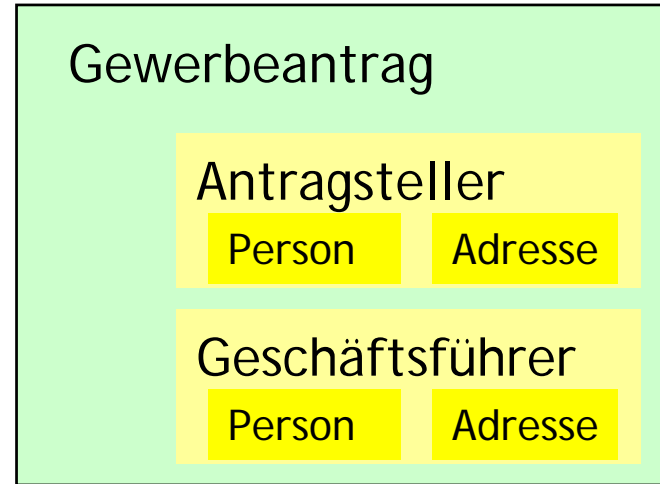 Gewerbeantrag
Antragsteller
Person Adresse
Geschäftsführer
Person Adresse